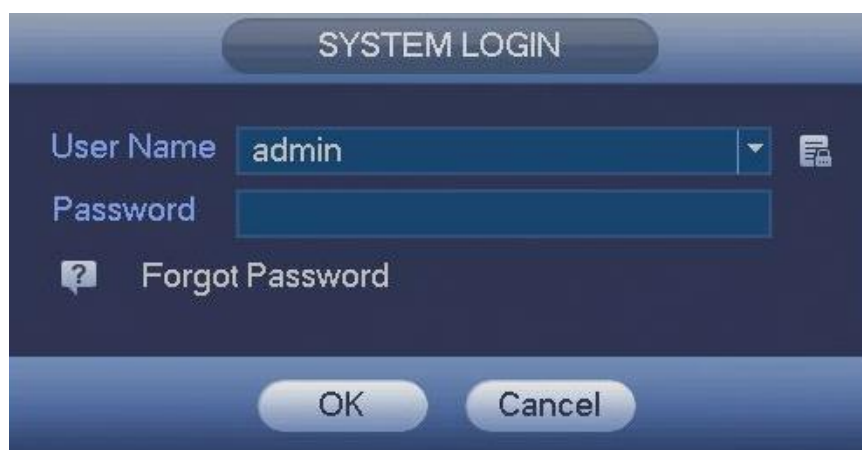 SYSTEM LOGIN
User Name admin
Password
Forgot Password
OK Cancel